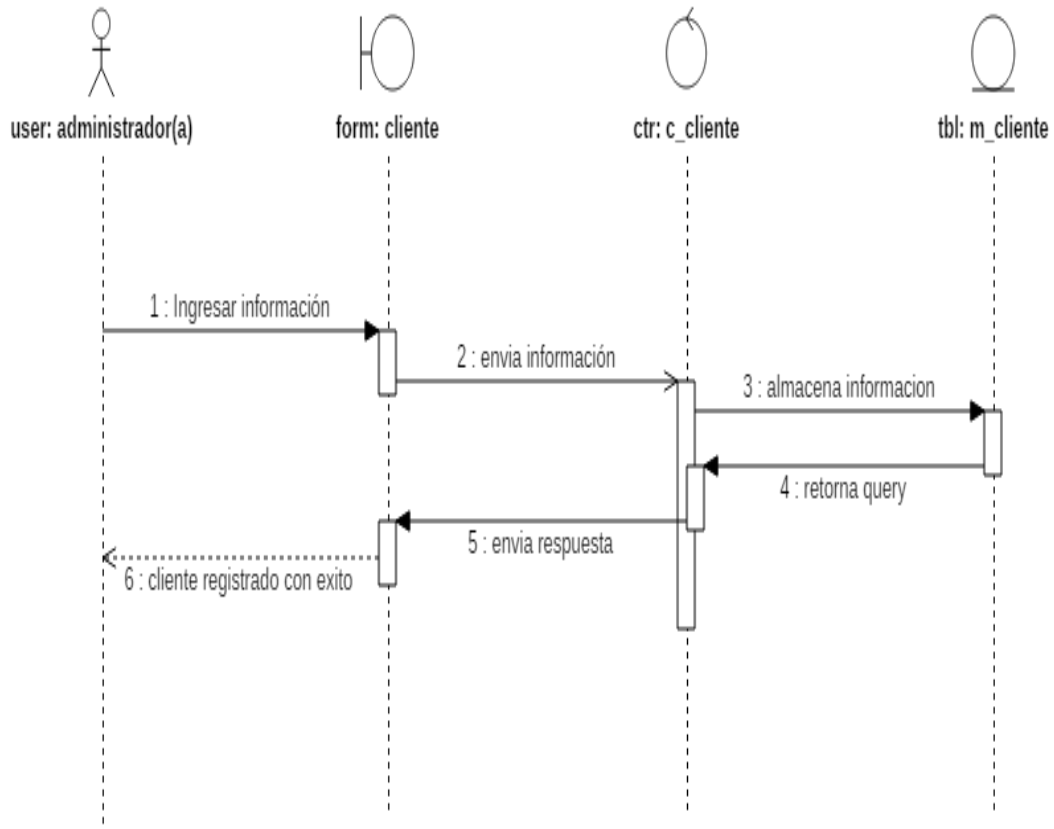 user: administrador(a)
form: cliente
ctr: c_cliente
tbl: m_cliente
1 : Ingresar información
2 : envia información
3 : almacena informacion
4 : retorna query
5 : envia respuesta
6 : cliente registrado con exito